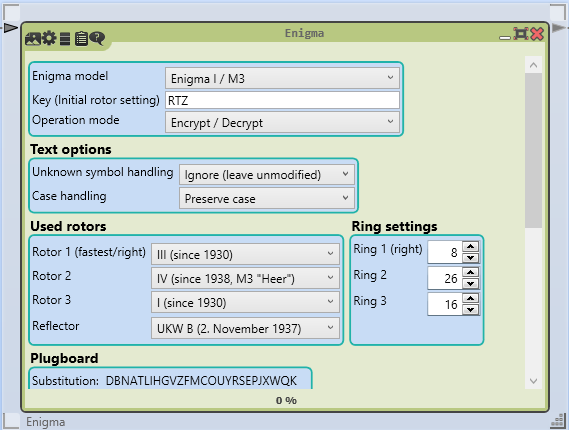 Enigma
Enigma model Enigma I / M3
Key (Initial rotor setting) RTZ
Operation mode Encrypt / Decrypt
Text options
Unknown symbol handling Ignore (leave unmodified)
Case handling Preserve case
Used rotors Ring settings
Rotor 1 (fastest/right) III (since 1930) Ring 1 (right) 8
Rotor 2 IV (since 1938, M3 "Heer") Ring 2 26
Rotor 3 I (since 1930) Ring 3 16
Reflector UKW B (2. November 1937)
Plugboard
Substitution: DBNATLIHGVZFMCOUYRSEPJXWQK
0 %
Enigma